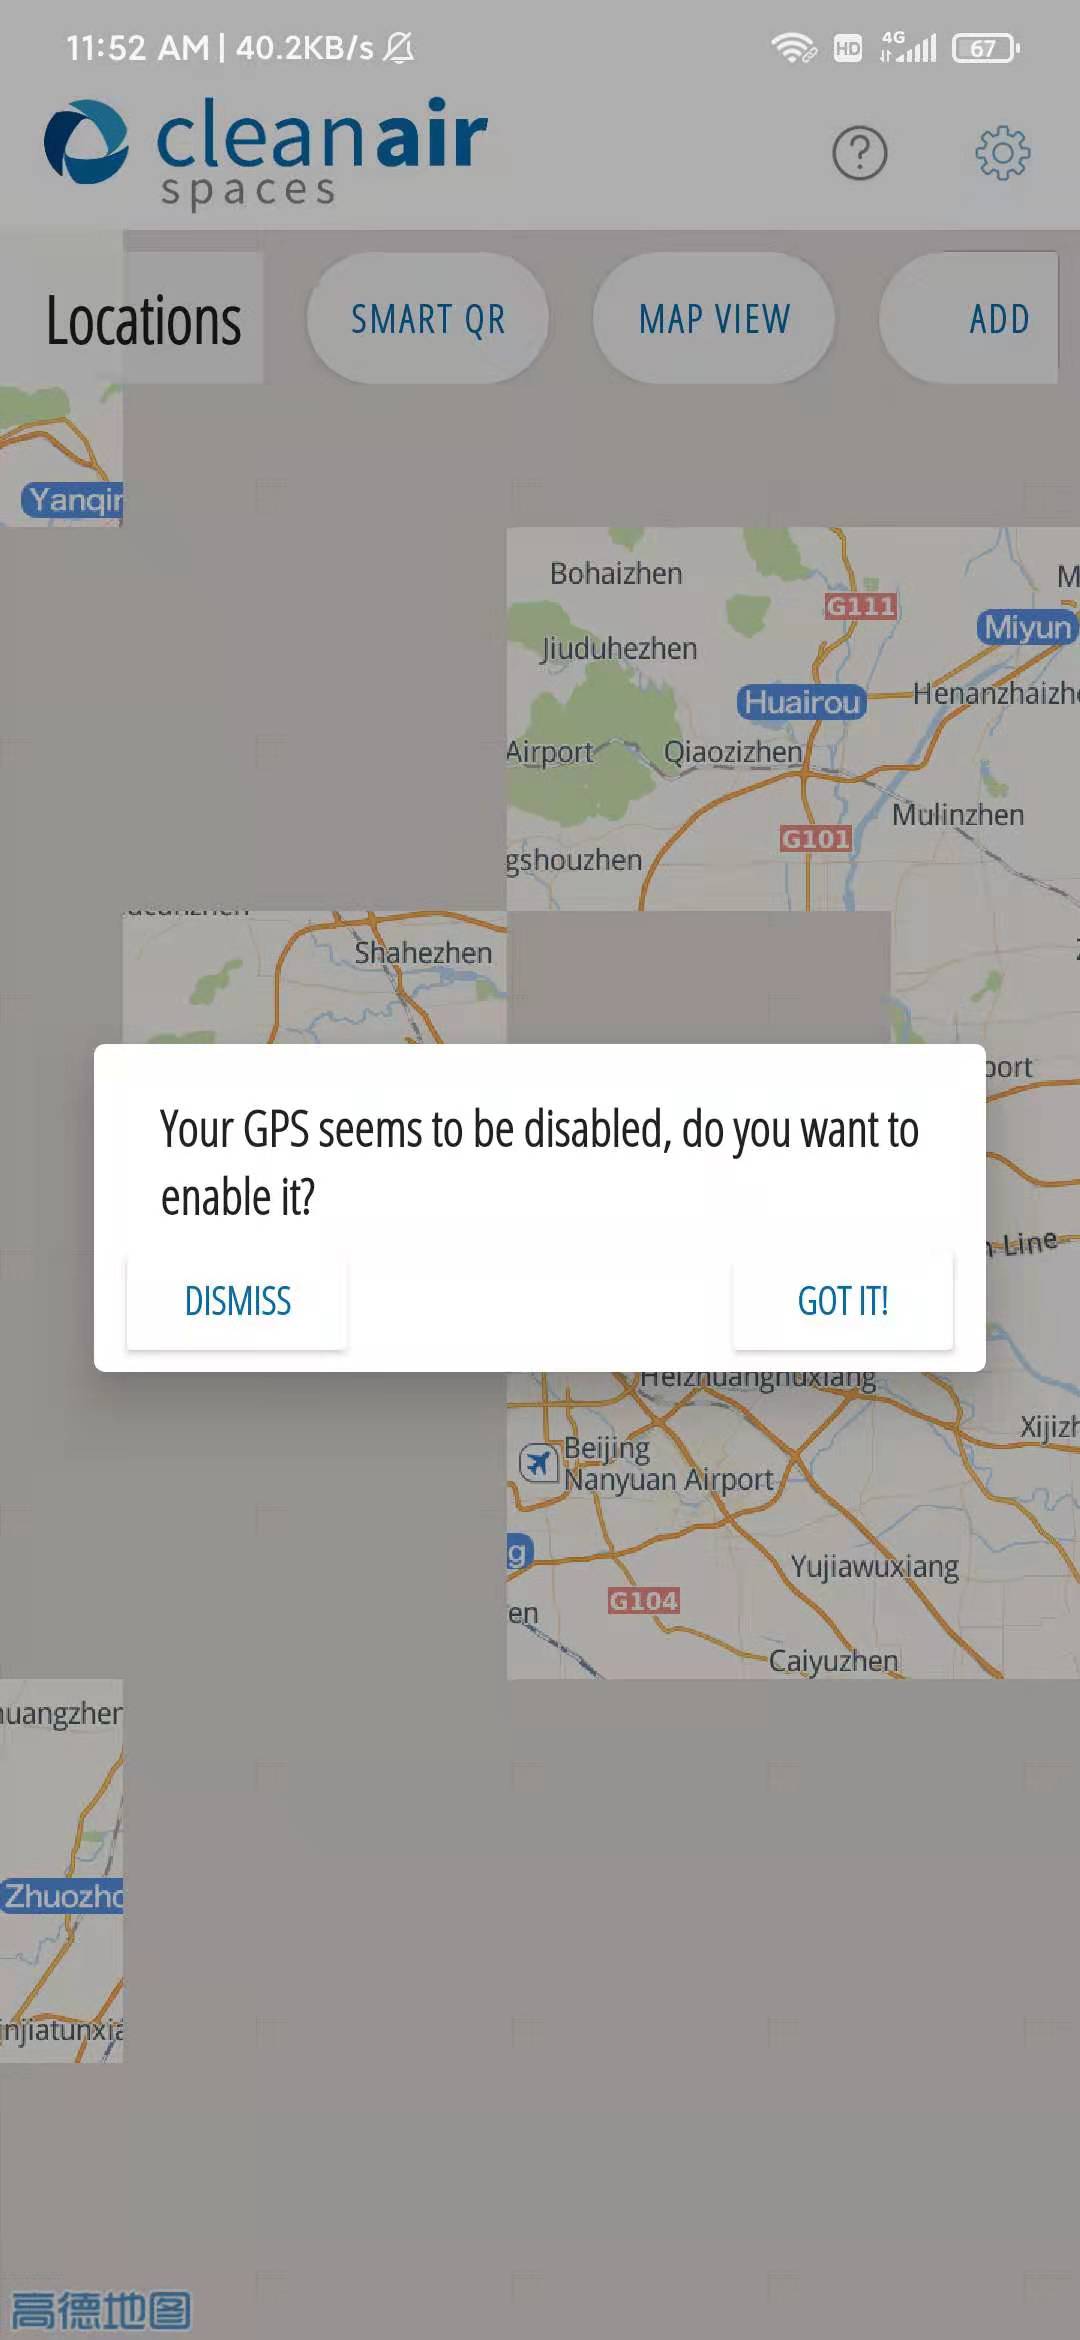 11:52 AM | 40.2KB/s
HD 4G 67
cleanair
spaces
Locations
SMART QR
MAP VIEW
ADD
Yanqin
Bohaizhen
G111
Miyun
Jiuduhezhen
Huairou
Henanzhaizhe
Airport
Qiaozizhen
Mulinzhen
G101
gshouzhen
Shahezhen
port
Your GPS seems to be disabled, do you want to
enable it?
Line
DISMISS
GOT IT!
Heizhuanghuxiang
Xijizh
Beijing
Nanyuan Airport
g
Yujiawuxiang
G104
en
Caiyuzhen
uangzhen
Zhuozho
injiatunxia
高德地图